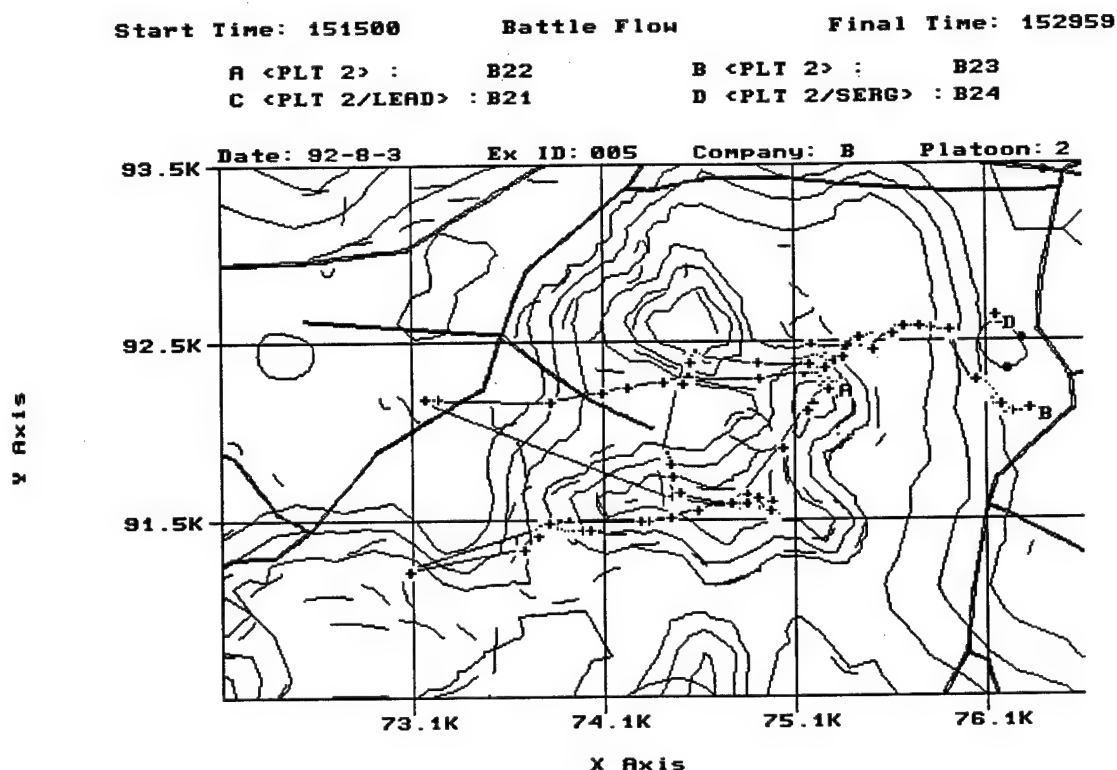 Start Time: 151500 Battle Flow Final Time: 152959
A <PLT 2> : B22 B <PLT 2> : B23
C <PLT 2/LEAD> : B21 D <PLT 2/SERG> : B24
Date: 92-8-3 Ex ID: 005 Company: B Platoon: 2
93.5K
D
92.5K
A
B
Y Axis
91.5K
73.1K 74.1K 75.1K 76.1K
X Axis